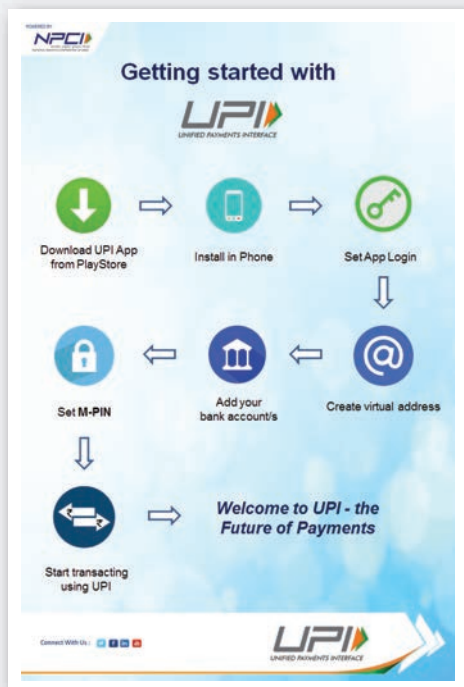 POWERED BY
NPCI
Getting started with
UPI
UNIFIED PAYMENTS INTERFACE
Download UPI App
from PlayStore
Install in Phone
Set App Login
Create virtual address
Add your
bank account/s
Set M-PIN
Start transacting
using UPI
Welcome to UPI - the
Future of Payments
Connect With Us :
UPI
UNIFIED PAYMENTS INTERFACE